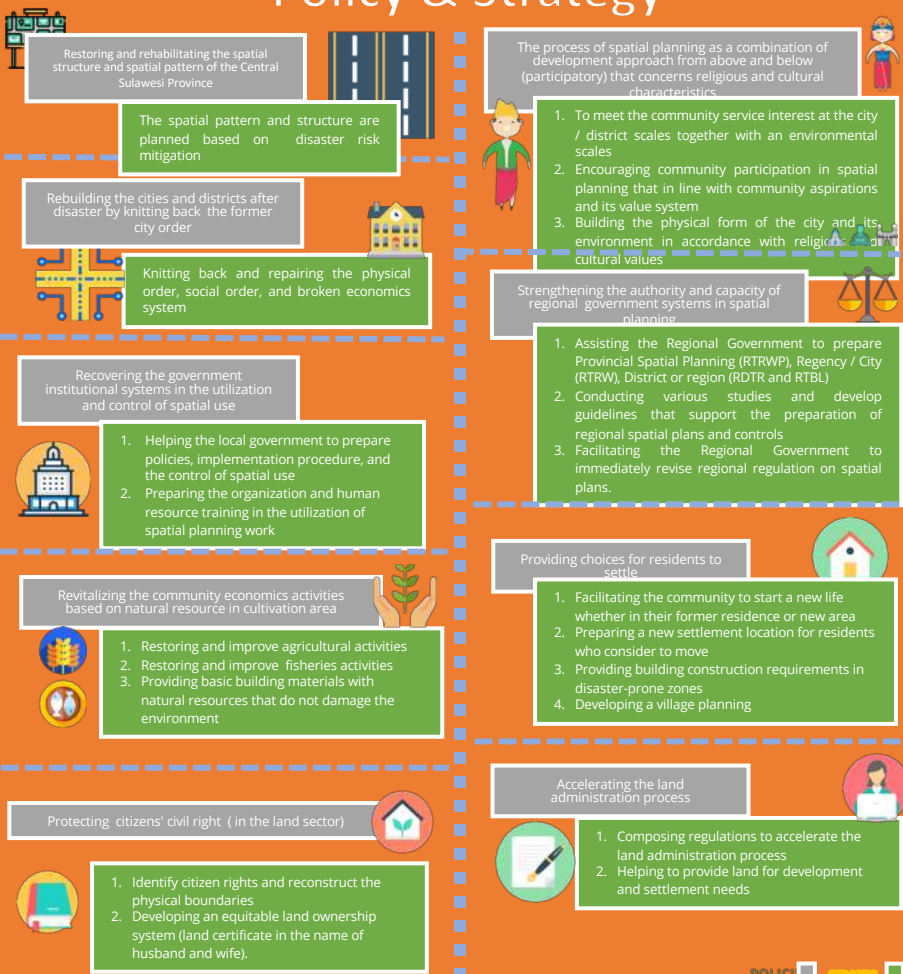 Policy & Strategy
Restoring and rehabilitating the spatial
structure and spatial pattern of the Central
Sulawesi Province
The spatial pattern and structure are
planned based on disaster risk
mitigation
Rebuilding the cities and districts after
disaster by knitting back the former
city order
Knitting back and repairing the physical
order, social order, and broken economics
system
Recovering the government
institutional systems in the utilization
and control of spatial use
1. Helping the local government to prepare
policies, implementation procedure, and
the control of spatial use
2. Preparing the organization and human
resource training in the utilization of
spatial planning work
Revitalizing the community economics activities
based on natural resource in cultivation area
1. Restoring and improve agricultural activities
2. Restoring and improve fisheries activities
3. Providing basic building materials with
natural resources that do not damage the
environment
Protecting citizens' civil right ( in the land sector)
1. Identify citizen rights and reconstruct the
physical boundaries
2. Developing an equitable land ownership
system (land certificate in the name of
husband and wife).
The process of spatial planning as a combination of
development approach from above and below
(participatory) that concerns religious and cultural
characteristics
1. To meet the community service interest at the city
/ district scales together with an environmental
scales
2. Encouraging community participation in spatial
planning that in line with community aspirations
and its value system
3. Building the physical form of the city and its
environment in accordance with
cultural values
Strengthening the authority and capacity of
regional government systems in spatial
planning
1. Assisting the Regional Government to prepare
Provincial Spatial Planning (RTRWP), Regency / City
(RTRW), District or region (RDTR and RTBL)
2. Conducting various studies and develop
guidelines that support the preparation of
regional spatial plans and controls
3. Facilitating the Regional Government to
immediately revise regional regulation on spatial
plans.
Providing choices for residents to
settle
1. Facilitating the community to start a new life
whether in their former residence or new area
2. Preparing a new settlement location for residents
who consider to move
3. Providing building construction requirements in
disaster-prone zones
4. Developing a village planning
Accelerating the land
administration process
1. Composing regulations to accelerate the
land administration process
2. Helping to provide land for development
and settlement needs